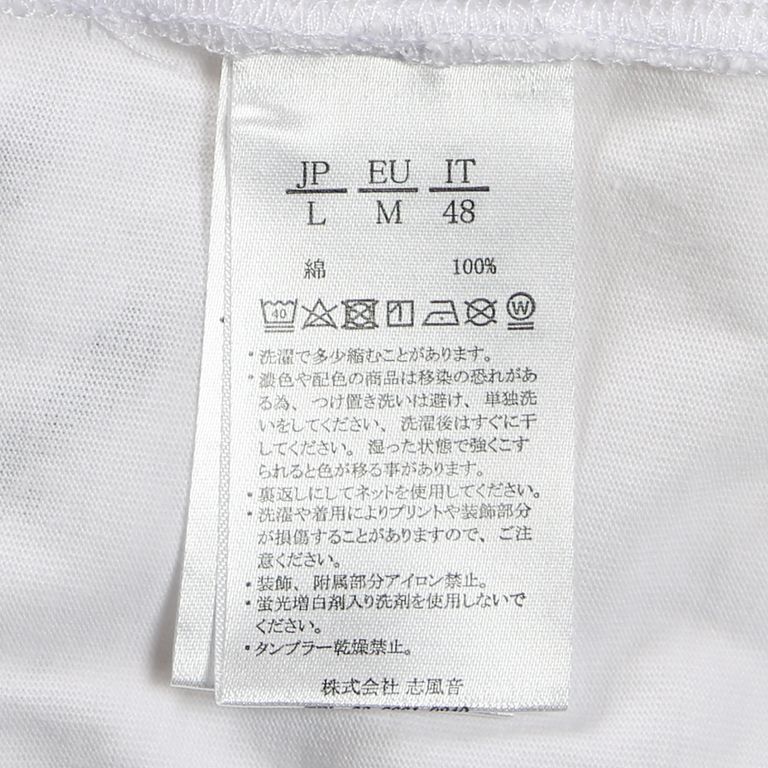 JP EU IT
L M 48
綿 100%
40 W
・洗濯で多少縮むことがあります。
・濃色や配色の商品は移染の恐れがあ
る為、つけ置き洗いは避け、単独洗
いをしてください、洗濯後はすぐに干
してください。湿った状態で強くこす
られると色が移る事があります。
・裏返しにしてネットを使用してください。
・洗濯や着用によりプリントや装飾部分
が損傷することがありますので、ご注
意ください。
・装飾、附属部分アイロン禁止。
・蛍光増白剤入り洗剤を使用しないで
ください。
・タンブラー乾燥禁止。
株式会社 志風音